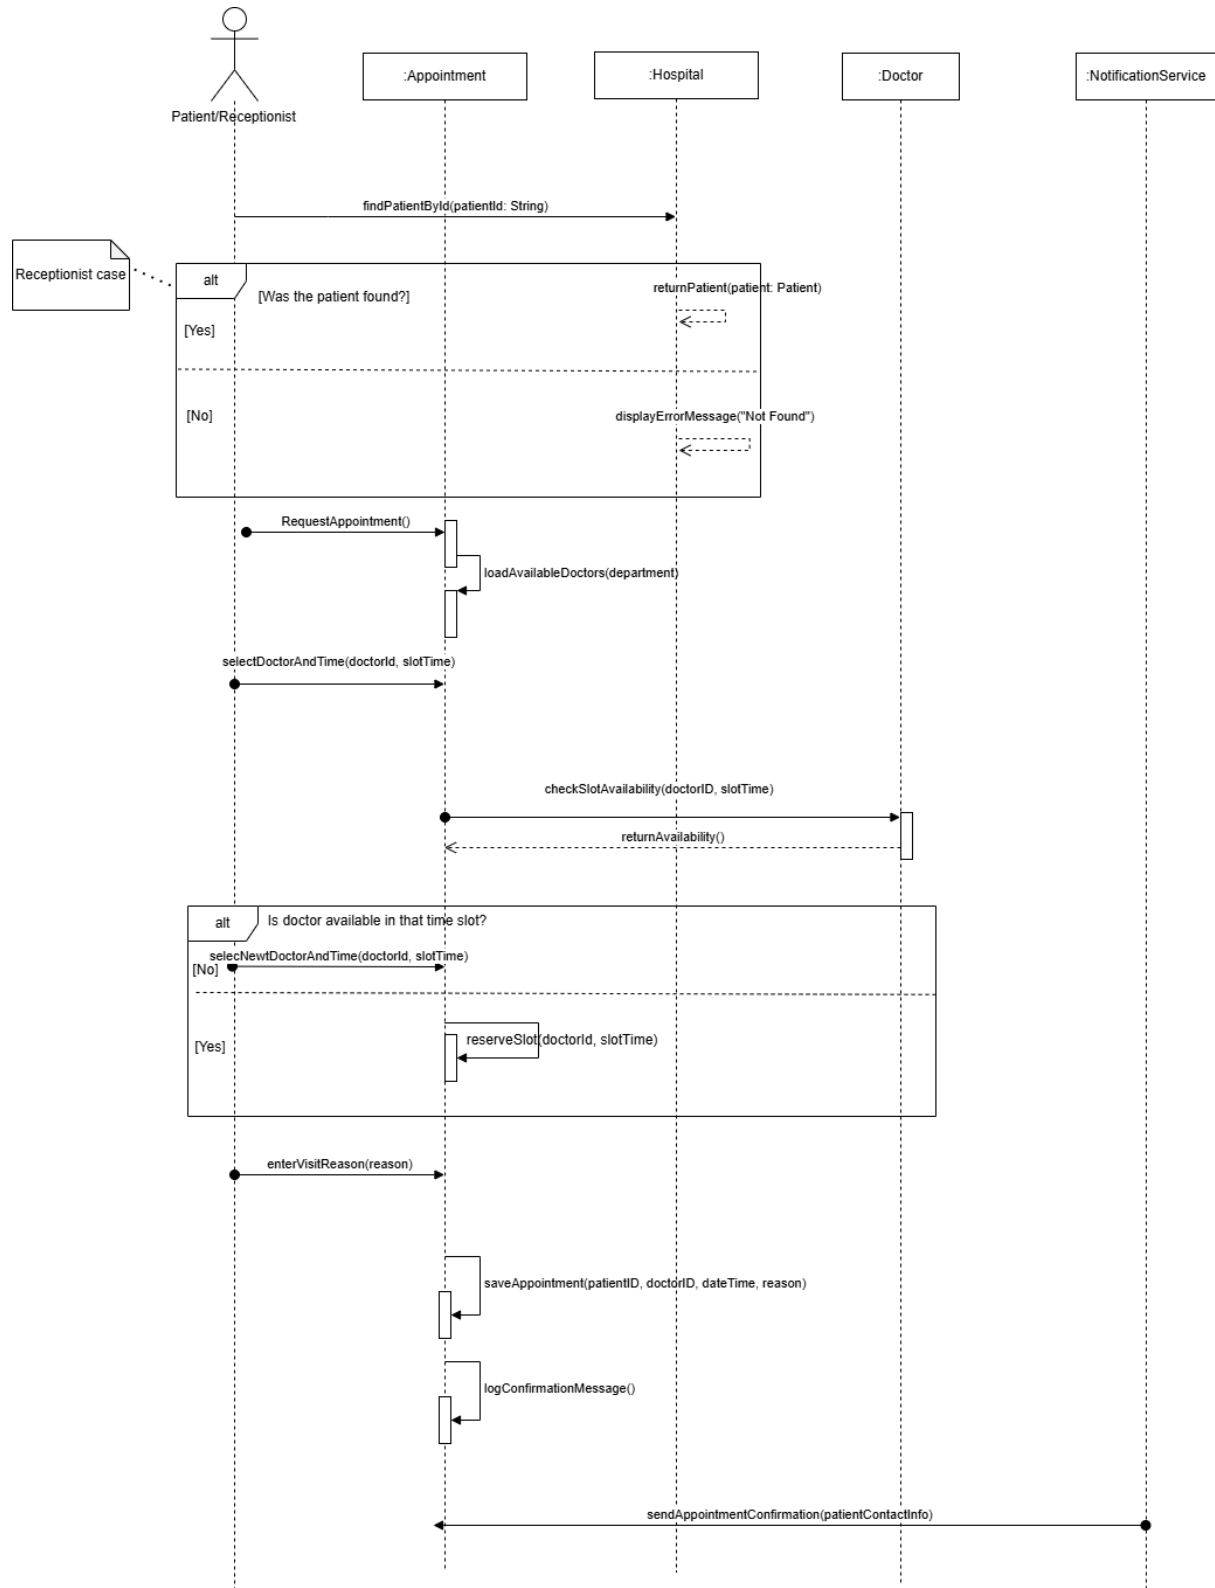 :Appointment
:Hospital
:Doctor
:NotificationService
Patient/Receptionist
findPatientById(patientId: String)
Receptionist case
alt
[Was the patient found?]
returnPatient(patient: Patient)
[Yes]
[No]
displayErrorMessage("Not Found")
RequestAppointment()
loadAvailableDoctors(department)
selectDoctorAndTime(doctorId, slotTime)
checkSlotAvailability(doctorID, slotTime)
returnAvailability()
alt
Is doctor available in that time slot?
selecNewtDoctorAndTime(doctorId, slotTime)
[No]
[Yes]
reserveSlot(doctorId, slotTime)
enterVisitReason(reason)
saveAppointment(patientID, doctorID, dateTime, reason)
logConfirmationMessage()
sendAppointmentConfirmation(patientContactInfo)